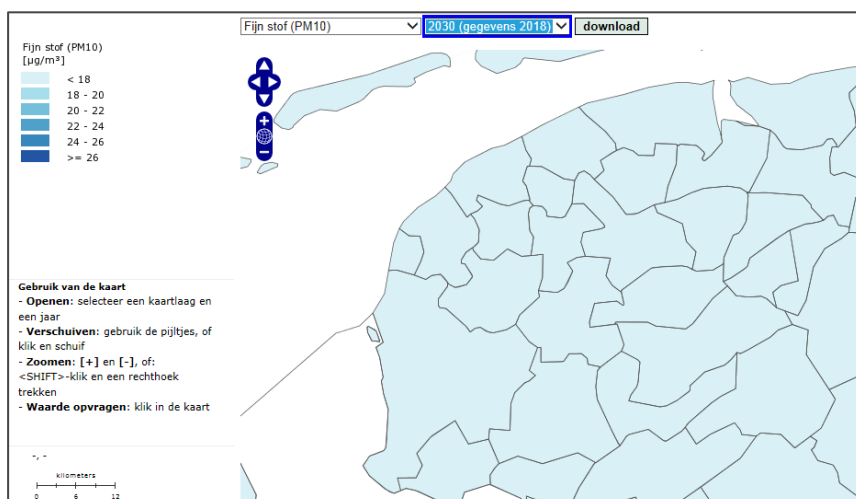 Fijn stof (PM10)
2030 (gegevens 2018)
download
Fijn stof (PM10)
[µg/m³]
< 18
18 - 20
20 - 22
22 - 24
24 - 26
>= 26
Gebruik van de kaart
- Openen: selecteer een kaartlaag en
een jaar
- Verschuiven: gebruik de pijltjes, of
klik en schuif
- Zoomen: [+] en [-], of:
<SHIFT>-klik en een rechthoek
trekken
- Waarde opvragen: klik in de kaart
-, -
kilometers
0 6 12